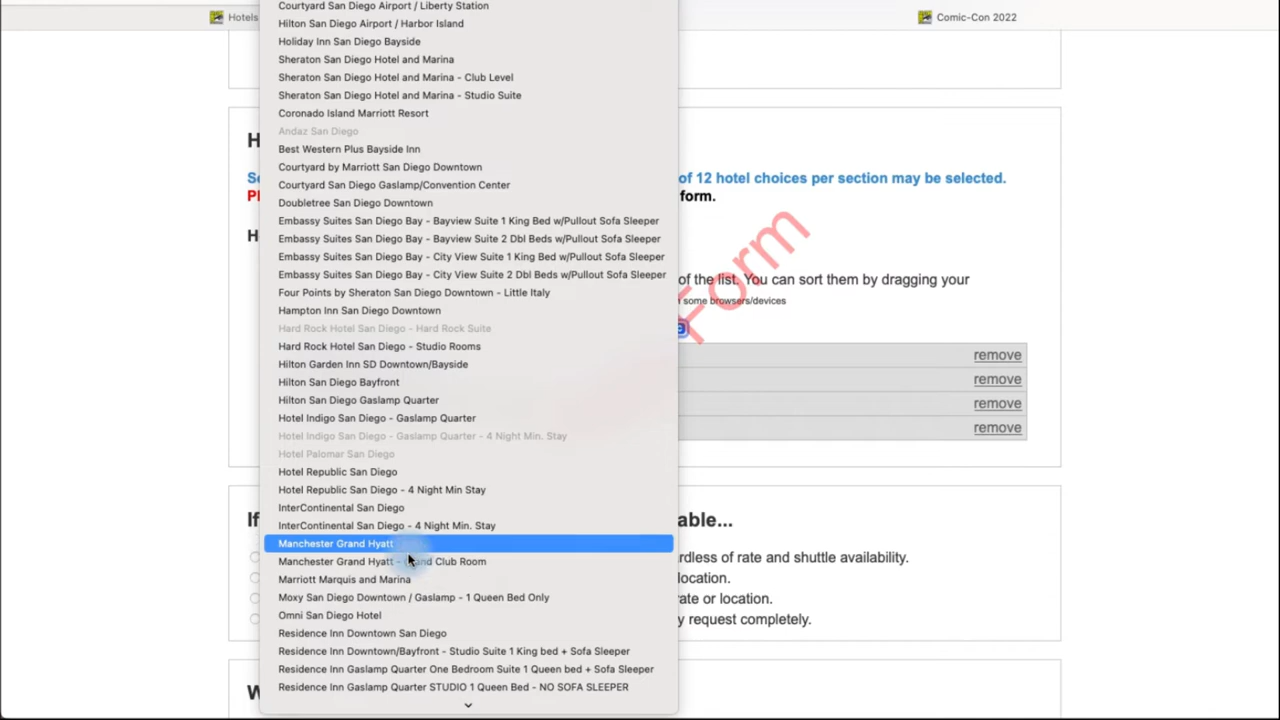 Courtyard San Diego Airport / Liberty Station
Hotels
Comic-Con 2022
Hilton San Diego Airport / Harbor Island
Holiday Inn San Diego Bayside
Sheraton San Diego Hotel and Marina
Sheraton San Diego Hotel and Marina - Club Level
Sheraton San Diego Hotel and Marina - Studio Suite
Coronado Island Marriott Resort
Andaz San Diego
Best Western Plus Bayside Inn
Courtyard by Marriott San Diego Downtown
Courtyard San Diego Gaslamp/Convention Center
Doubletree San Diego Downtown
Embassy Suites San Diego Bay - Bayview Suite 1 King Bed w/Pullout Sofa Sleeper
Embassy Suites San Diego Bay - Bayview Suite 2 Dbl Beds w/Pullout Sofa Sleeper
Embassy Suites San Diego Bay - City View Suite 1 King Bed w/Pullout Sofa Sleeper
Embassy Suites San Diego Bay - City View Suite 2 Dbl Beds w/Pullout Sofa Sleeper
Four Points by Sheraton San Diego Downtown - Little Italy
Hampton Inn San Diego Downtown
Hard Rock Hotel San Diego - Hard Rock Suite
Hard Rock Hotel San Diego - Studio Rooms
Hilton Garden Inn SD Downtown/Bayside
Hilton San Diego Bayfront
Hilton San Diego Gaslamp Quarter
Hotel Indigo San Diego - Gaslamp Quarter
Hotel Indigo San Diego - Gaslamp Quarter - 4 Night Min. Stay
Hotel Palomar San Diego
Hotel Republic San Diego
Hotel Republic San Diego - 4 Night Min Stay
InterContinental San Diego
InterContinental San Diego - 4 Night Min. Stay
Manchester Grand Hyatt
Manchester Grand Hyatt - Grand Club Room
Marriott Marquis and Marina
Moxy San Diego Downtown / Gaslamp - 1 Queen Bed Only
Omni San Diego Hotel
Residence Inn Downtown San Diego
Residence Inn Downtown/Bayfront - Studio Suite 1 King bed + Sofa Sleeper
Residence Inn Gaslamp Quarter One Bedroom Suite 1 Queen bed + Sofa Sleeper
Residence Inn Gaslamp Quarter STUDIO 1 Queen Bed - NO SOFA SLEEPER
of 12 hotel choices per section may be selected.
form.
Form
of the list. You can sort them by dragging your
some browsers/devices
remove
remove
remove
remove
If
able...
rdless of rate and shuttle availability.
location.
rate or location.
y request completely.